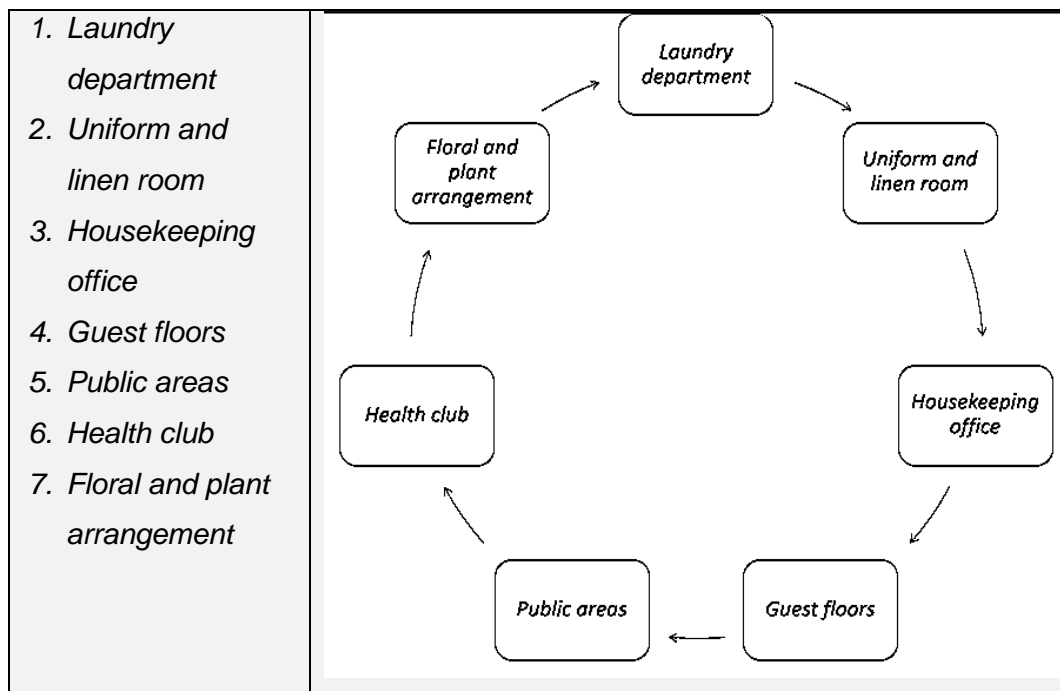 1. Laundry
department
2. Uniform and
linen room
3. Housekeeping
office
4. Guest floors
5. Public areas
6. Health club
7. Floral and plant
arrangement
Laundry
department
Uniform and
linen room
Housekeeping
office
Guest floors
Public areas
Health club
Floral and
plant
arrangement